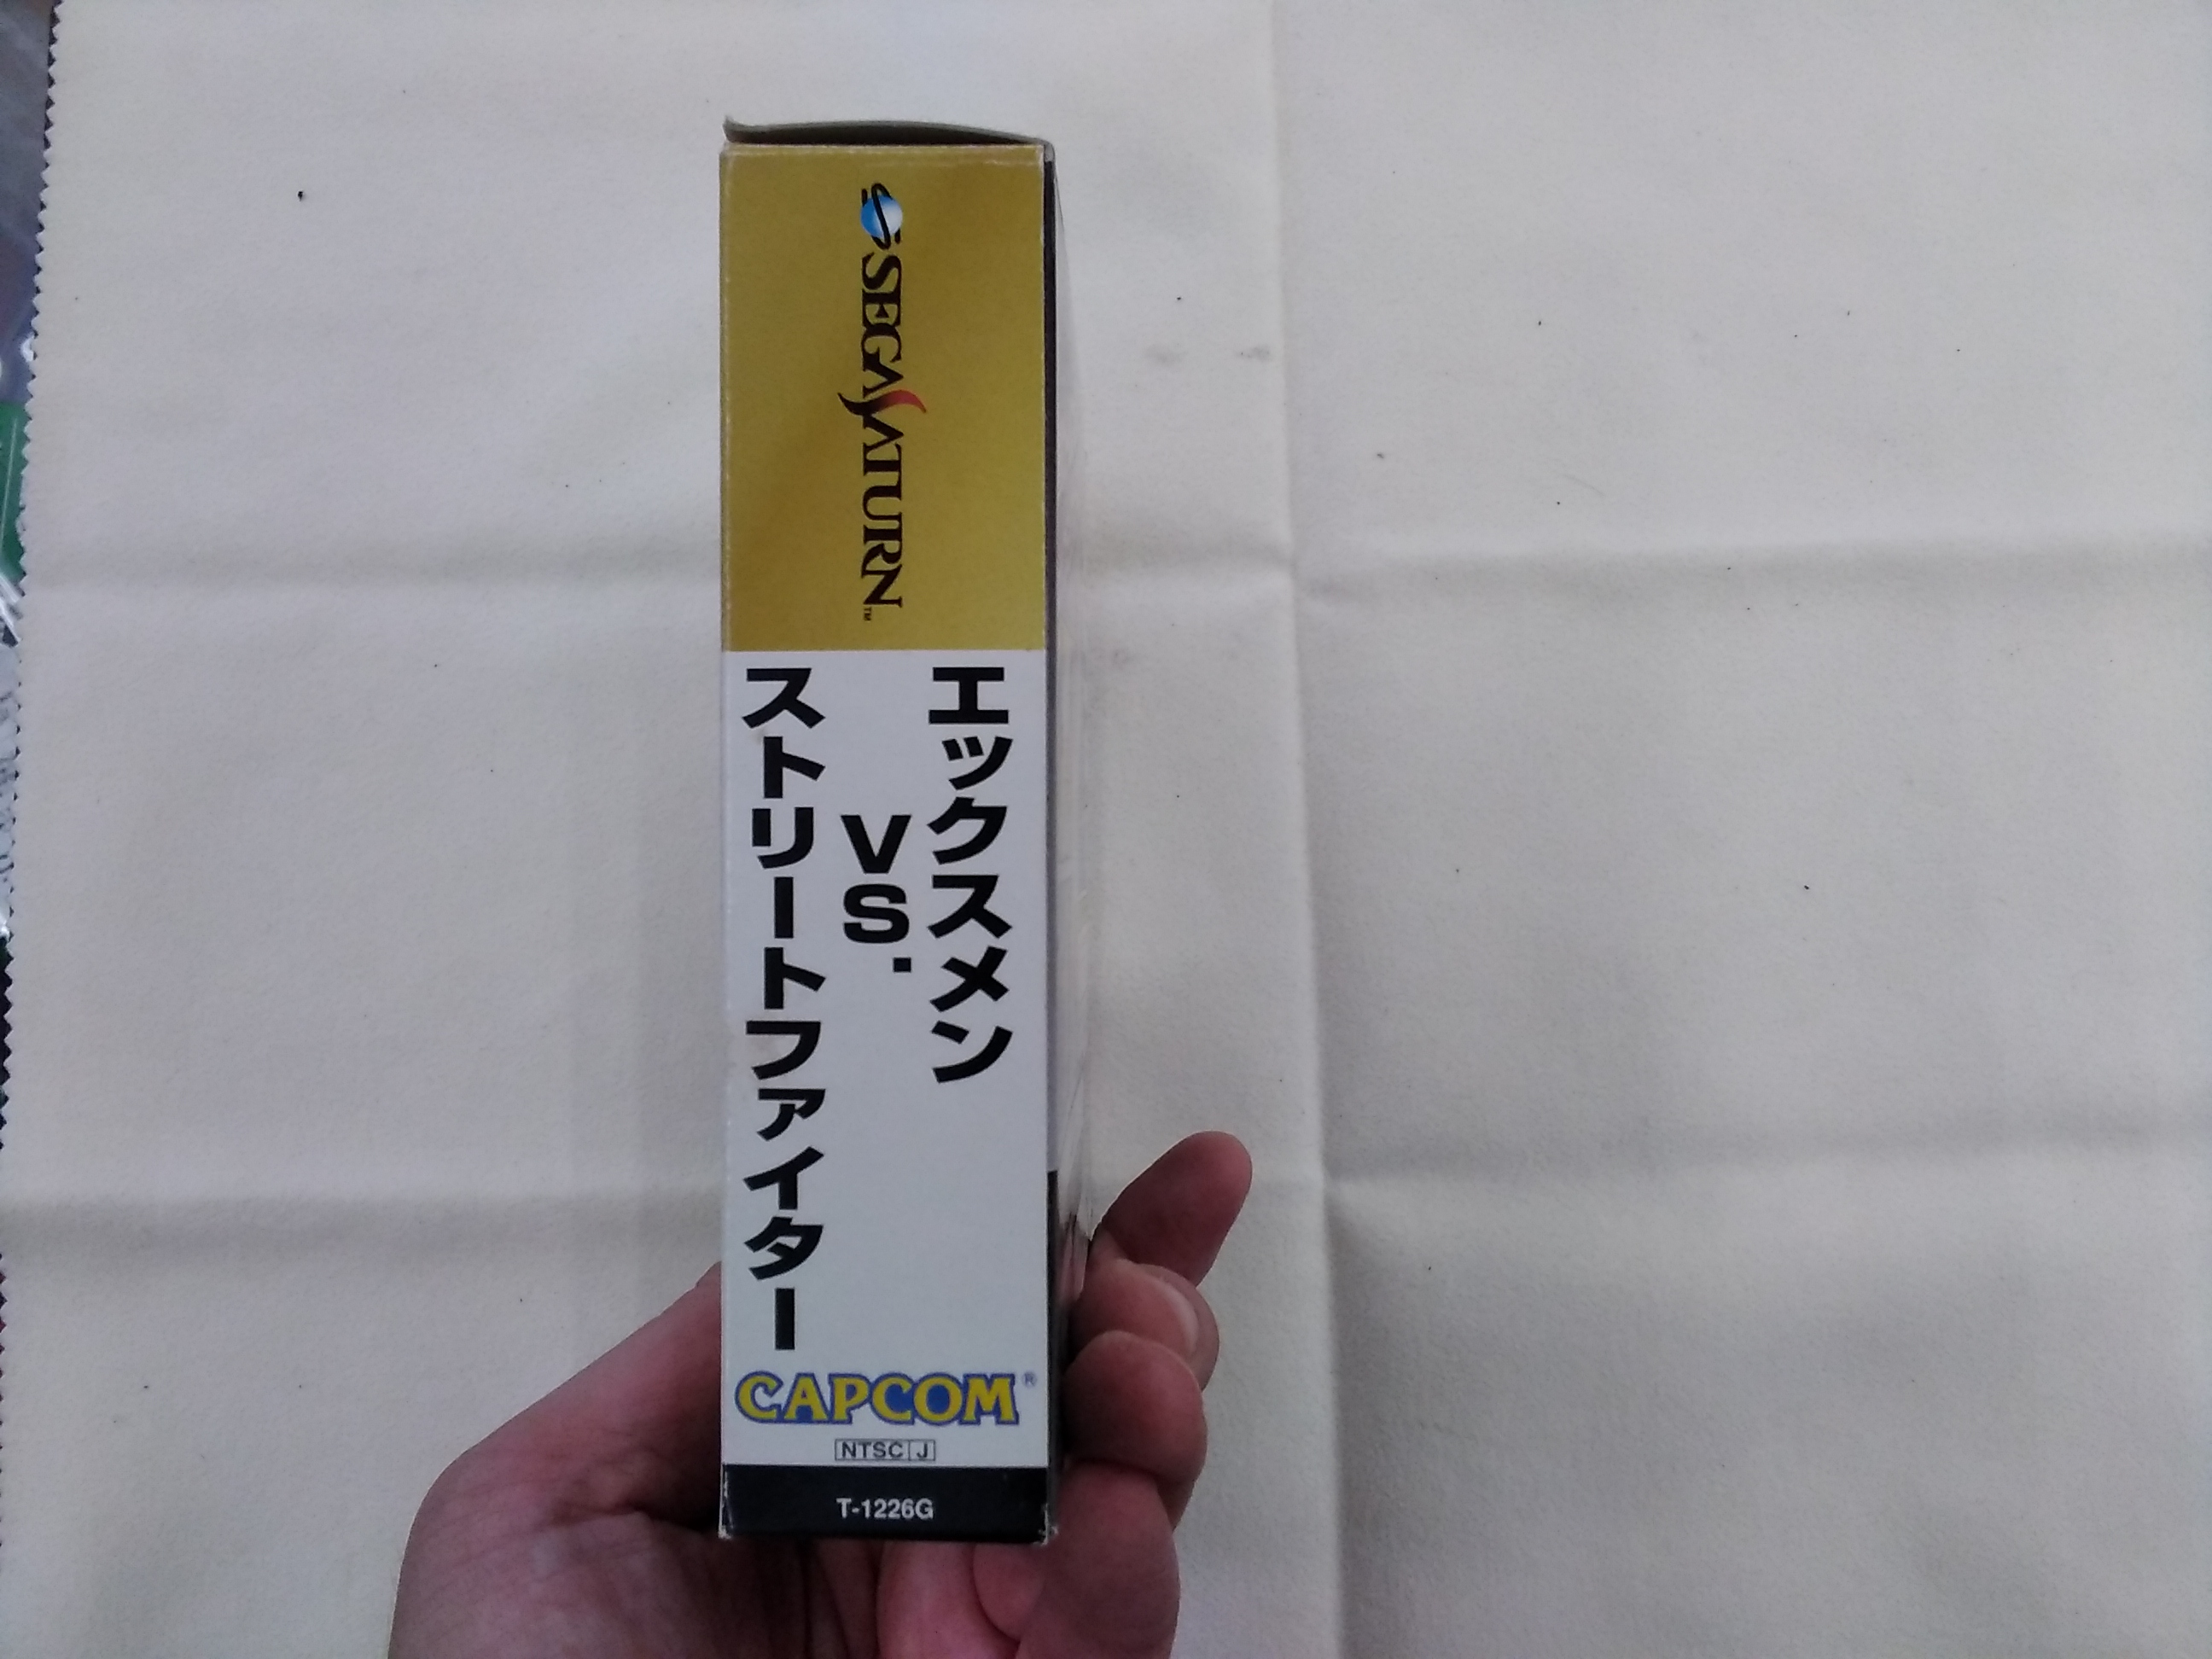 SEGA SATURN™
エックスメン
VS.
ストリートファイター
CAPCOM®
NTSC J
T-1226G